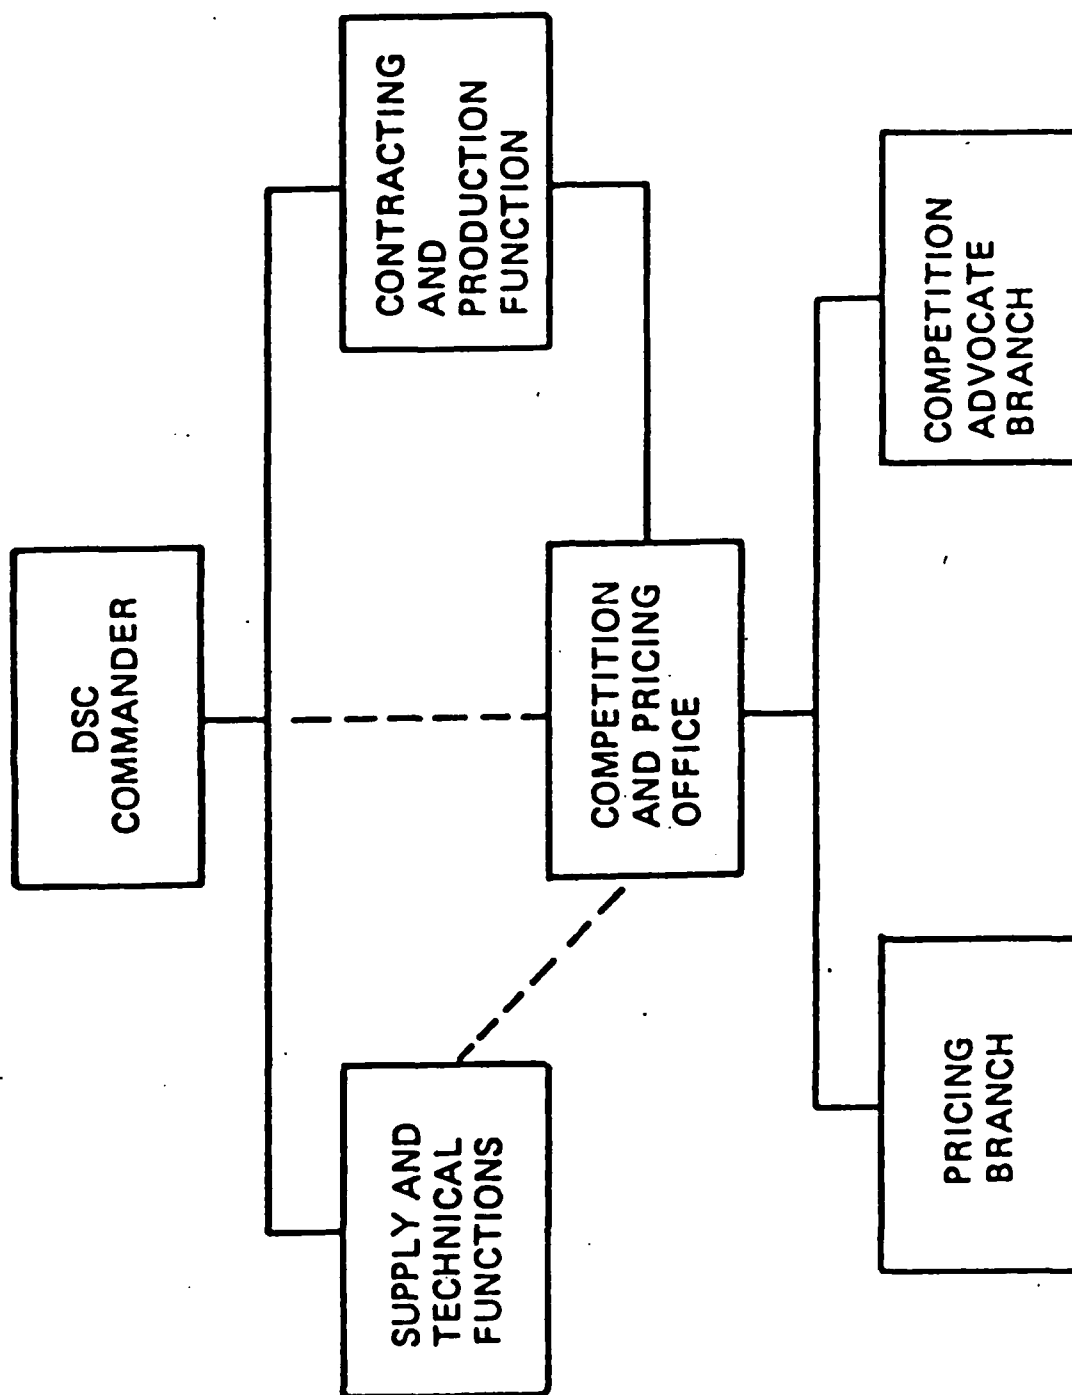 DSC
COMMANDER
SUPPLY AND
TECHNICAL
FUNCTIONS
CONTRACTING
AND
PRODUCTION
FUNCTION
COMPETITION
AND PRICING
OFFICE
PRICING
BRANCH
COMPETITION
ADVOCATE
BRANCH